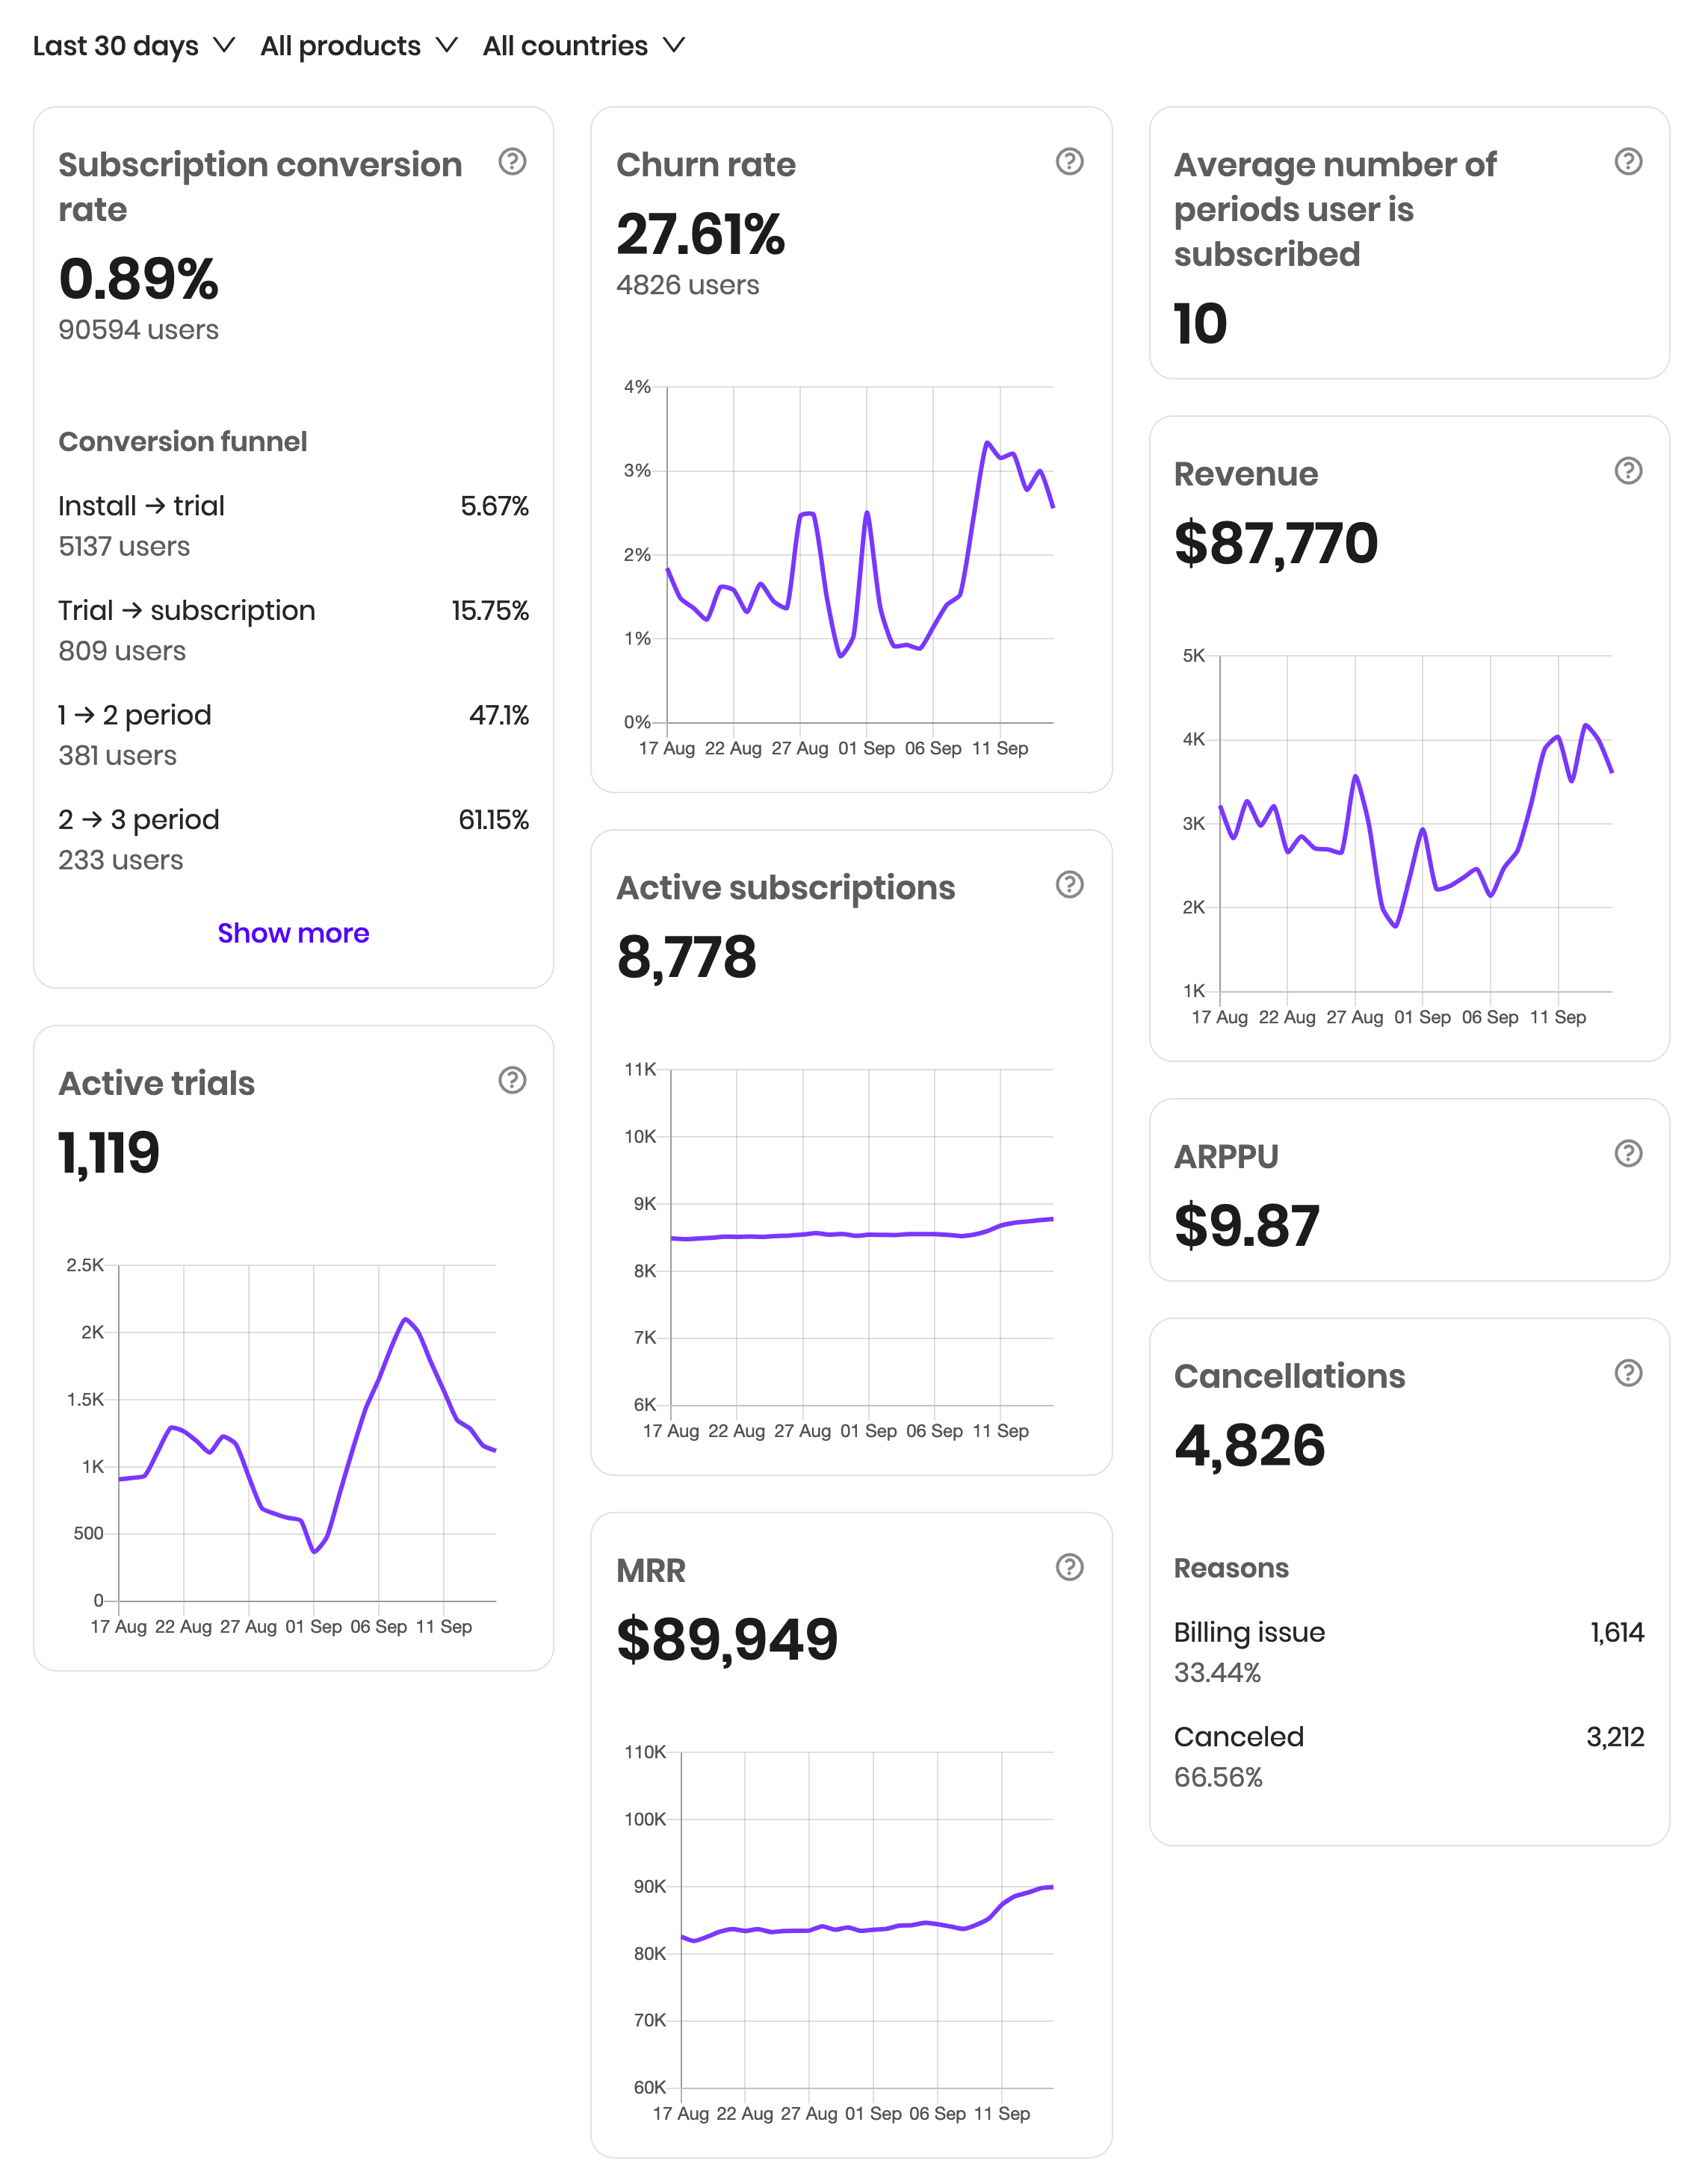 Last 30 days
All products
All countries
Subscription conversion
rate
0.89%
90594 users
Conversion funnel
Install → trial 5.67%
5137 users
Trial → subscription 15.75%
809 users
1 → 2 period 47.1%
381 users
2 → 3 period 61.15%
233 users
Show more
Active trials
1,119
2.5K
2K
1.5K
1K
500
0
17 Aug 22 Aug 27 Aug 01 Sep 06 Sep 11 Sep
Churn rate
27.61%
4826 users
4%
3%
2%
1%
0%
17 Aug 22 Aug 27 Aug 01 Sep 06 Sep 11 Sep
Active subscriptions
8,778
11K
10K
9K
8K
7K
6K
17 Aug 22 Aug 27 Aug 01 Sep 06 Sep 11 Sep
MRR
$89,949
110K
100K
90K
80K
70K
60K
17 Aug 22 Aug 27 Aug 01 Sep 06 Sep 11 Sep
Average number of
periods user is
subscribed
10
Revenue
$87,770
5K
4K
3K
2K
1K
17 Aug 22 Aug 27 Aug 01 Sep 06 Sep 11 Sep
ARPPU
$9.87
Cancellations
4,826
Reasons
Billing issue 1,614
33.44%
Canceled 3,212
66.56%